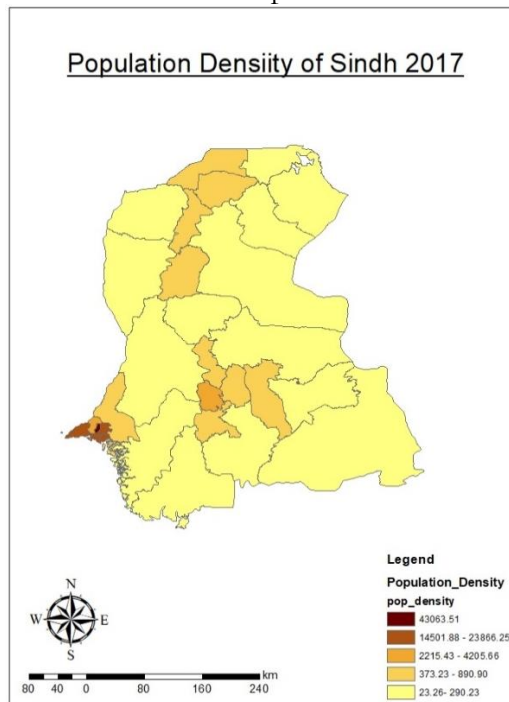 Population Densiity of Sindh 2017
N
W E
S
km
80 40 0 80 160 240
Legend
Population_Density
pop_density
43063.51
14501.88 - 23866.25
2215.43 - 4205.66
373.23 - 890.90
23.26- 290.23